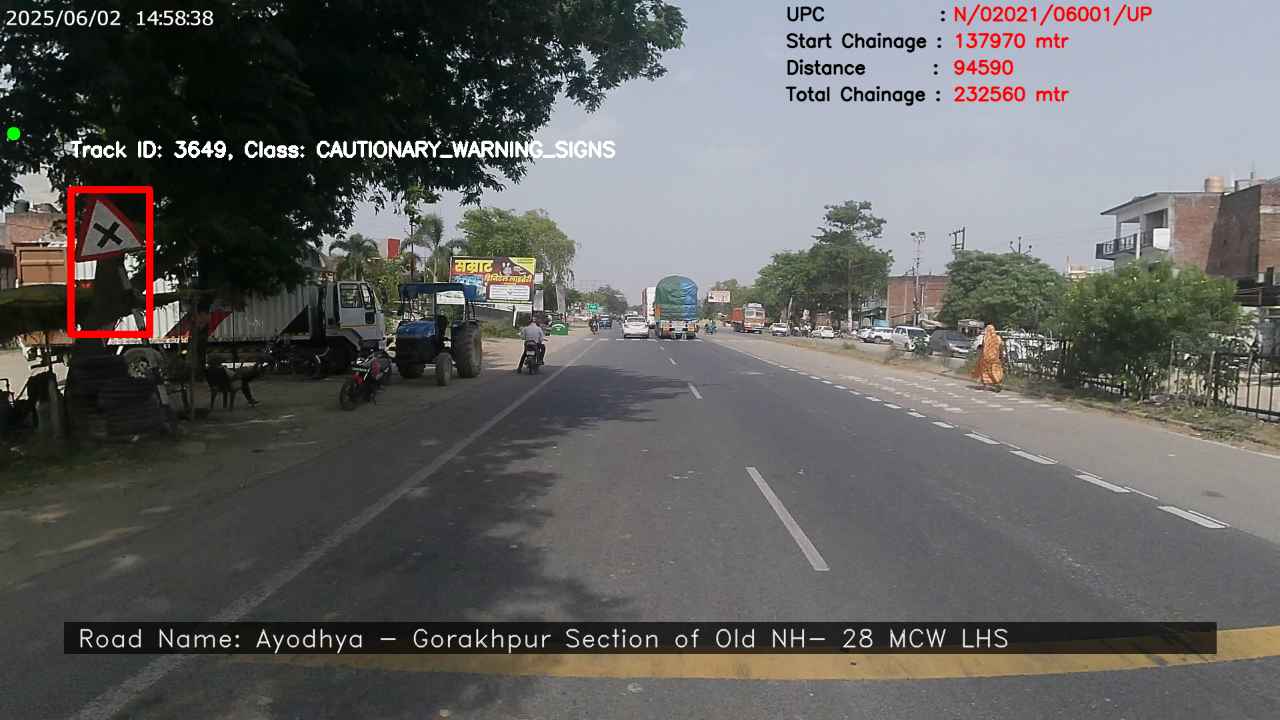 2025/06/02 14:58:38
UPC : N/02021/06001/UP
Start Chainage : 137970 mtr
Distance : 94590
Total Chainage : 232560 mtr
Track ID: 3649, Class: CAUTIONARY_WARNING_SIGNS
सम्राट
Road Name: Ayodhya - Gorakhpur Section of Old NH- 28 MCW LHS